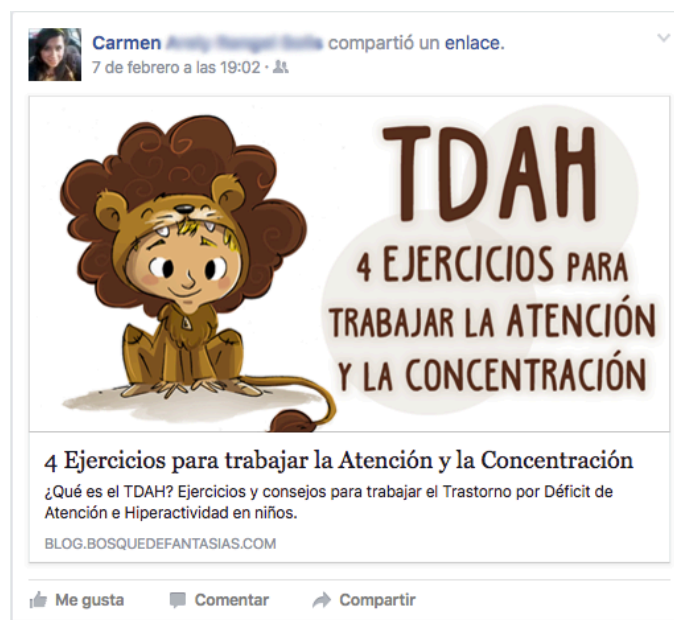 Carmen compartió un enlace.
7 de febrero a las 19:02 ·
TDAH
4 EJERCICIOS PARA
TRABAJAR LA ATENCIÓN
Y LA CONCENTRACIÓN
4 Ejercicios para trabajar la Atención y la Concentración
¿Qué es el TDAH? Ejercicios y consejos para trabajar el Trastorno por Déficit de
Atención e Hiperactividad en niños.
BLOG.BOSQUEDEFANTASIAS.COM
Me gusta Comentar Compartir